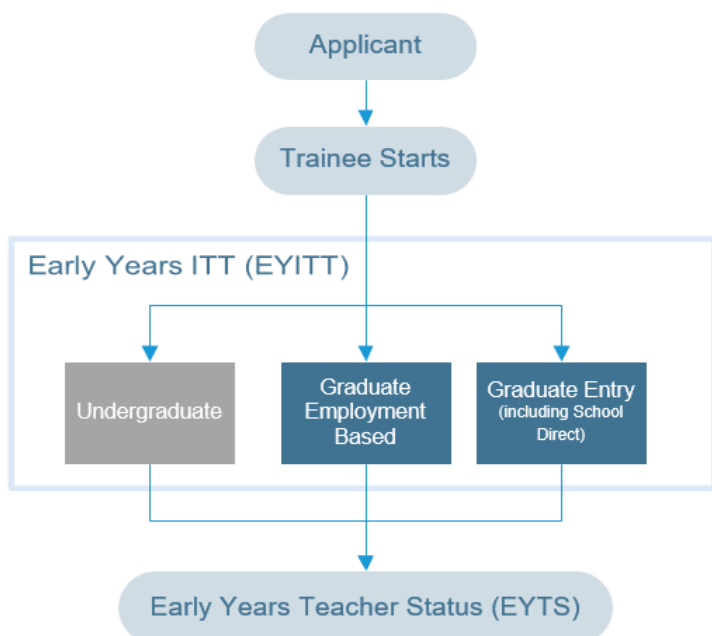 Applicant
Trainee Starts
Early Years ITT (EYITT)
Undergraduate
Graduate
Employment
Based
Graduate Entry
(including School
Direct)
Early Years Teacher Status (EYTS)